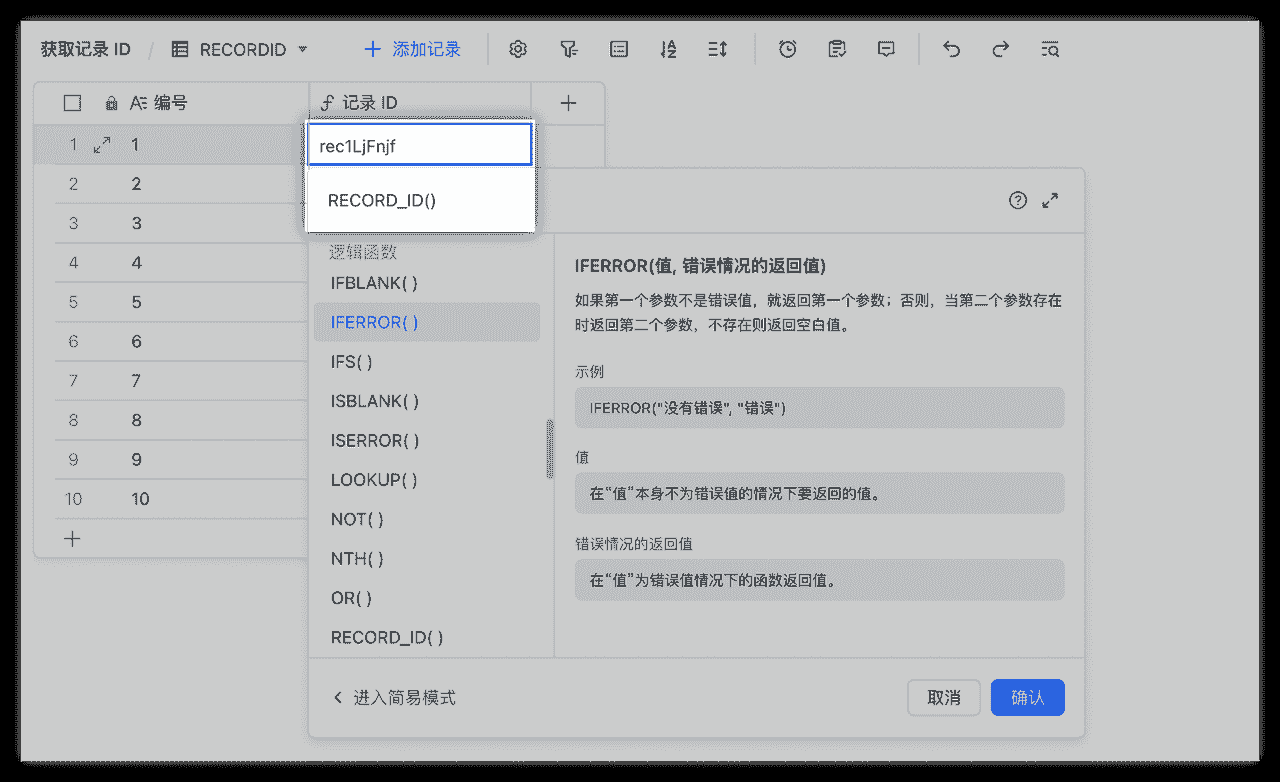 获取记录 ID / RECORDID
添加记录
编号
记录 ID
1 1
rec1LjFnjf
2 2
RECORD_ID()
3 3
逻辑函数
4 4
IFBLANK( )
5 5
IFERROR( )
6 6
IFS( )
7 7
ISBLANK( )
8 8
ISERROR( )
9 9
LOOKUP( )
10 10
NOT( )
NTH( )
OR( )
RECORD_ID( )
IFERROR(值, 错误情况的返回值)
如果第一个参数不是错误值，就返回第一个参数；否则，当第二个参数存在
时返回第二个参数，不存在则返回空白值。
示例
IFERROR("没有错误", "错误")
值
在“值”本身不为错误值的情况下要返回的值。
错误情况的返回值
在“值”为错误值情况下的函数返回值。
进入简易模式
取消
确认